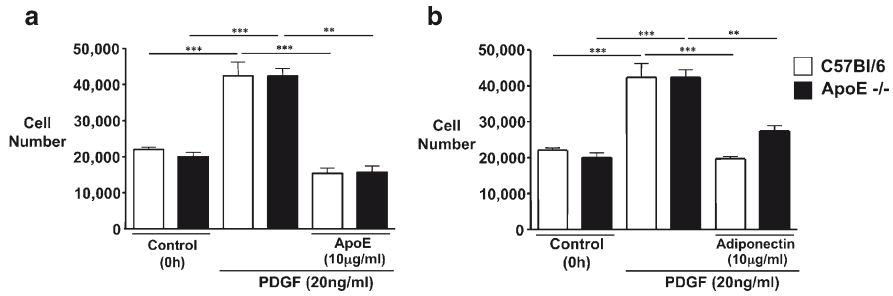 a
*** **
*** ***
50,000
40,000
Cell
Number
30,000
20,000
10,000
0
Control
(0h)
ApoE
(10µg/ml)
PDGF (20ng/ml)
b
*** **
*** ***
50,000
40,000
Cell
Number
30,000
20,000
10,000
0
Control
(0h)
Adiponectin
(10µg/ml)
PDGF (20ng/ml)
C57Bl/6
ApoE -/-